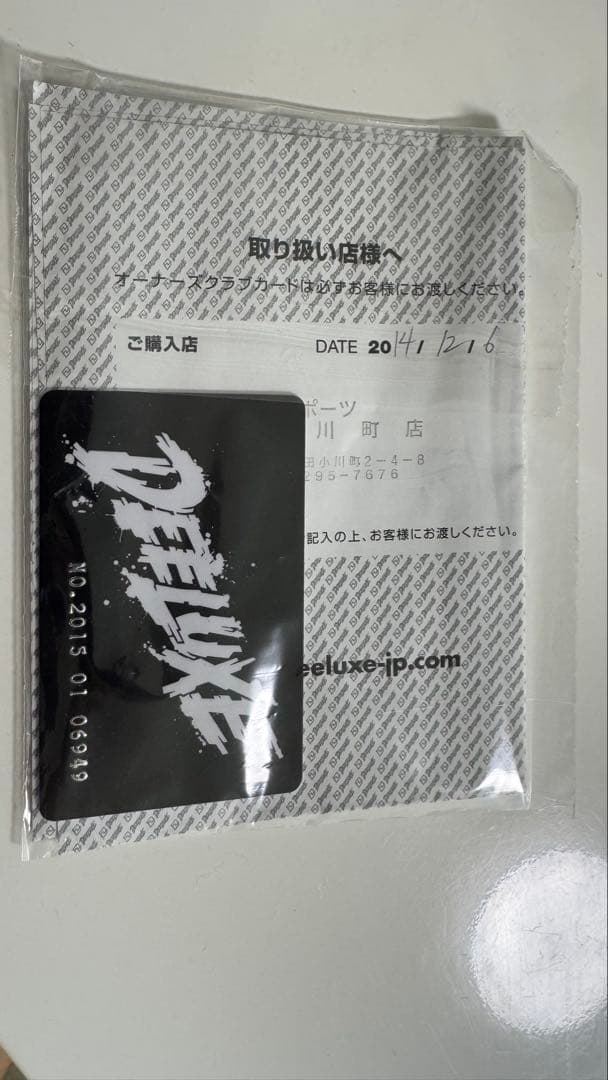 取り扱い店様へ
オーナーズクラブカードは必ずお客様にお渡しください。
ご購入店
DATE 2014/12/6
ポーツ
川町店
田小川町2-4-8
295-7676
記入の上、お客様にお渡しください。
eeluxe-jp.com
DEELUXE
NO.2015 01 06949